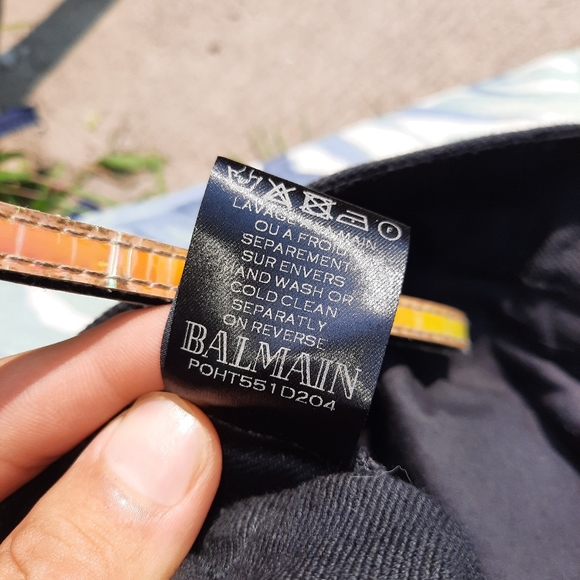 LAVAGE A MAIN
OU A FROID
SEPAREMENT
SUR ENVERS
HAND WASH OR
COLD CLEAN
SEPARATLY
ON REVERSE
BALMAIN
POHT551D204